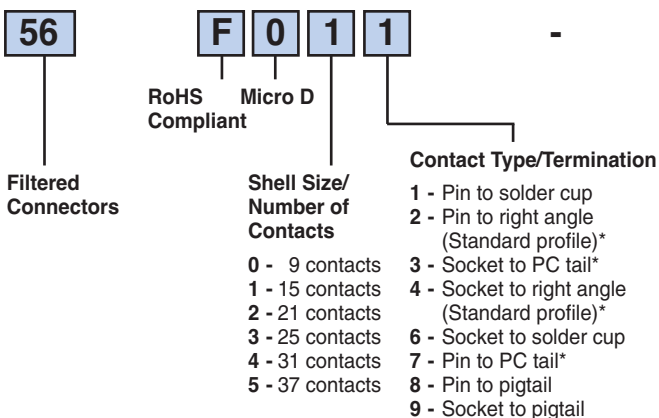 56 F 0 1 1 -
RoHS Compliant
Micro D
Filtered Connectors
Shell Size/
Number of
Contacts
0 - 9 contacts
1 - 15 contacts
2 - 21 contacts
3 - 25 contacts
4 - 31 contacts
5 - 37 contacts
Contact Type/Termination
1 - Pin to solder cup
2 - Pin to right angle
(Standard profile)*
3 - Socket to PC tail*
4 - Socket to right angle
(Standard profile)*
6 - Socket to solder cup
7 - Pin to PC tail*
8 - Pin to pigtail
9 - Socket to pigtail